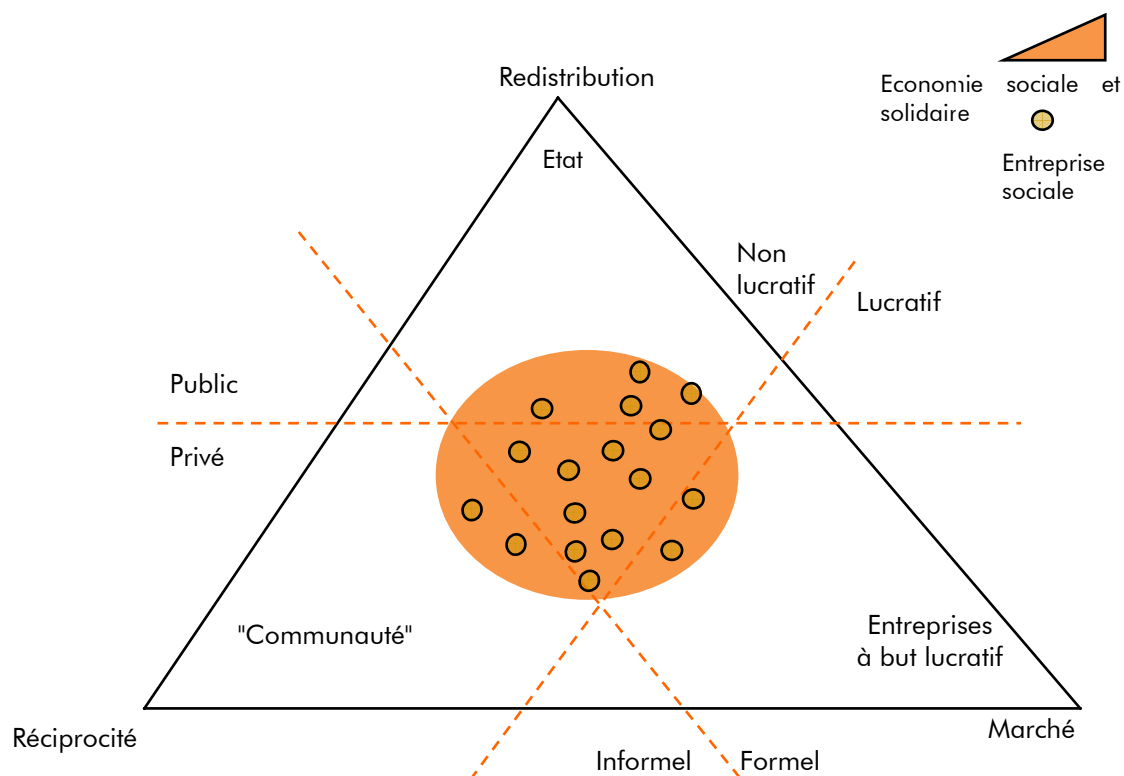 Redistribution
Economie sociale et
solidaire
Etat
Entreprise
sociale
Non
lucratif
Lucratif
Public
Privé
"Communauté"
Entreprises
à but lucratif
Réciprocité
Marché
Informel
Formel